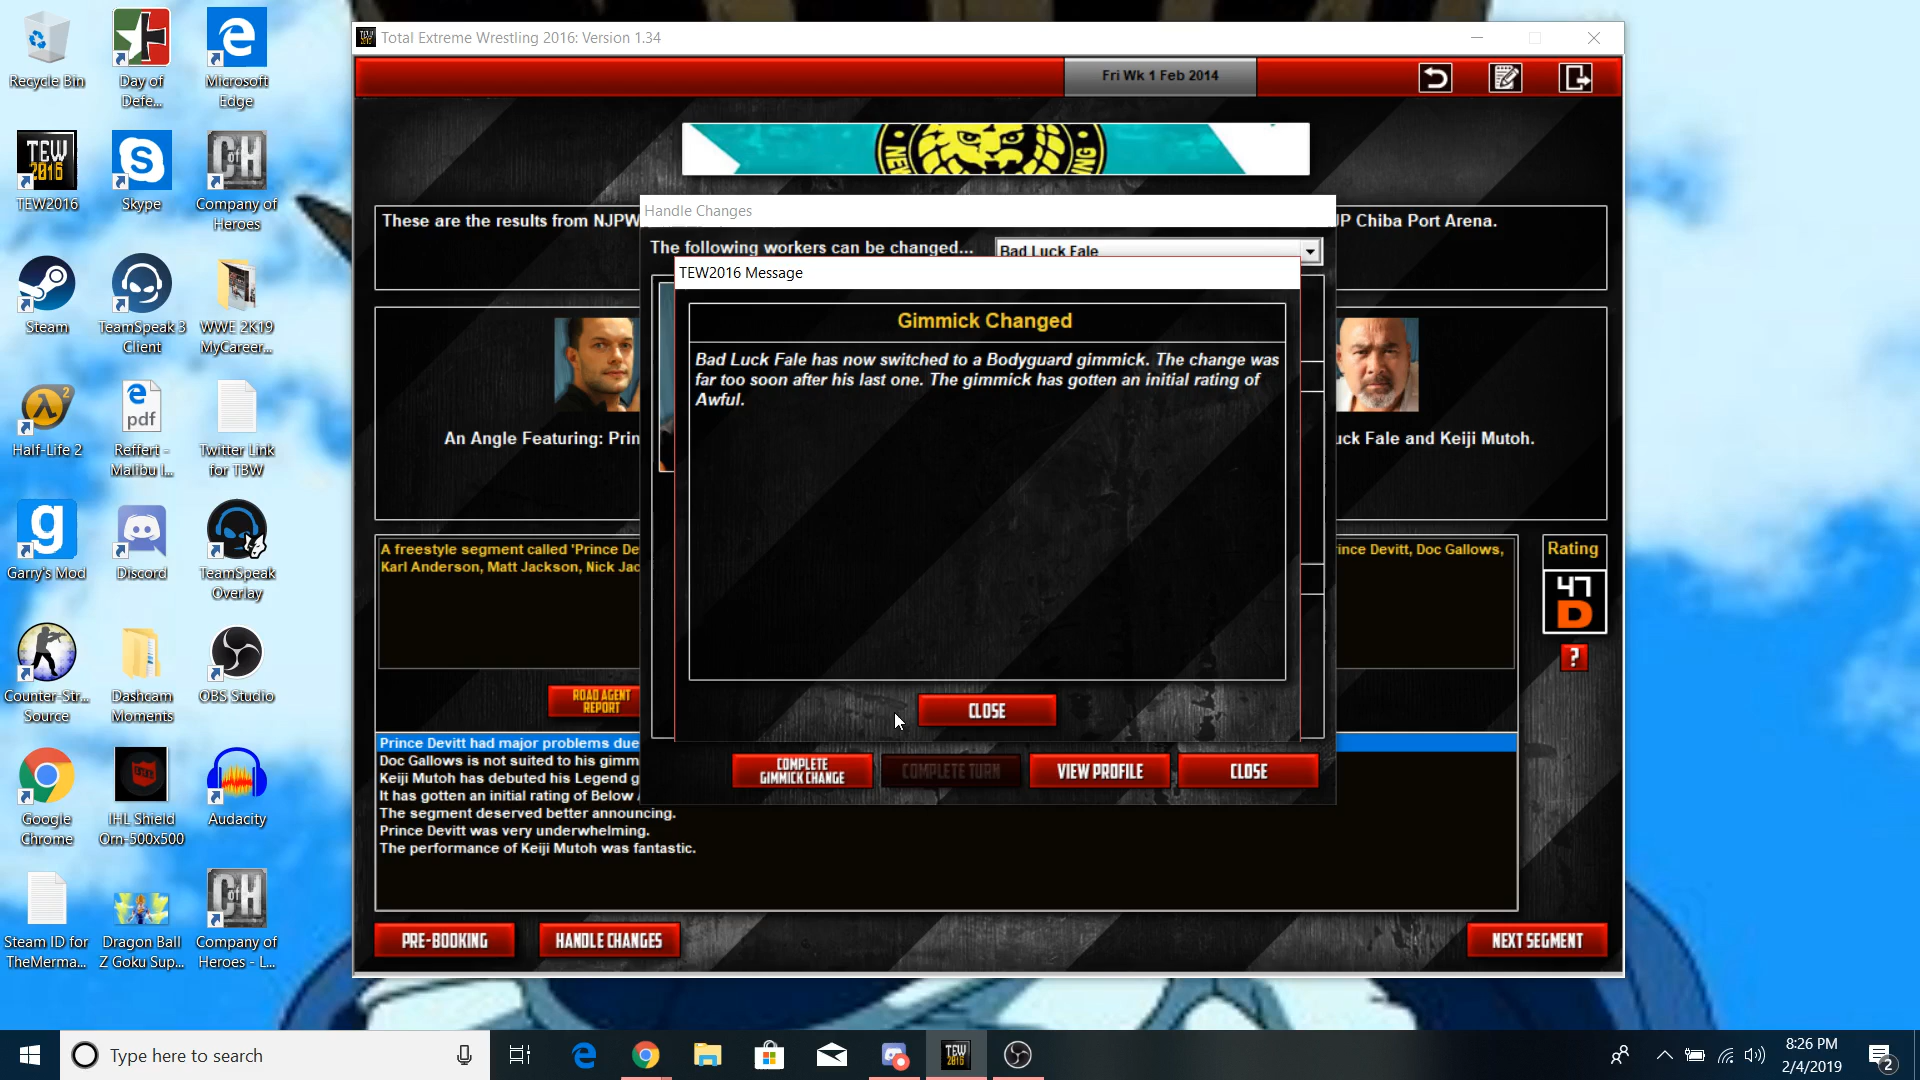 Recycle Bin
Day of
Defe...
Microsoft
Edge
TEW
2016
TEW2016
Skype
Company of
Heroes
Steam
TeamSpeak 3
Client
WWE 2K19
MyCareer...
Half-Life 2
pdf
Reffert -
Malibu I...
Twitter Link
for TBW
Garry's Mod
Discord
TeamSpeak
Overlay
Counter-Str...
Source
Dashcam
Moments
OBS Studio
Google
Chrome
IHL Shield
Orn-500x500
Audacity
Steam ID for
TheMerma...
Dragon Ball
Z Goku Sup...
Company of
Heroes - L...
Total Extreme Wrestling 2016: Version 1.34
Fri Wk 1 Feb 2014
These are the results from NJPW
JP Chiba Port Arena.
Handle Changes
The following workers can be changed...
Bad Luck Fale
TEW2016 Message
Gimmick Changed
Bad Luck Fale has now switched to a Bodyguard gimmick. The change was
far too soon after his last one. The gimmick has gotten an initial rating of
Awful.
CLOSE
An Angle Featuring: Prin
uck Fale and Keiji Mutoh.
A freestyle segment called 'Prince De
rince Devitt, Doc Gallows,
Karl Anderson, Matt Jackson, Nick Jac
Rating
47
D
?
ROAD AGENT
REPORT
COMPLETE
GIMMICK CHANGE
COMPLETE TURN
VIEW PROFILE
CLOSE
Prince Devitt had major problems due
Doc Gallows is not suited to his gimm
Keiji Mutoh has debuted his Legend g
It has gotten an initial rating of Below
The segment deserved better announcing.
Prince Devitt was very underwhelming.
The performance of Keiji Mutoh was fantastic.
PRE-BOOKING
HANDLE CHANGES
NEXT SEGMENT
Type here to search
8:26 PM
2/4/2019
2